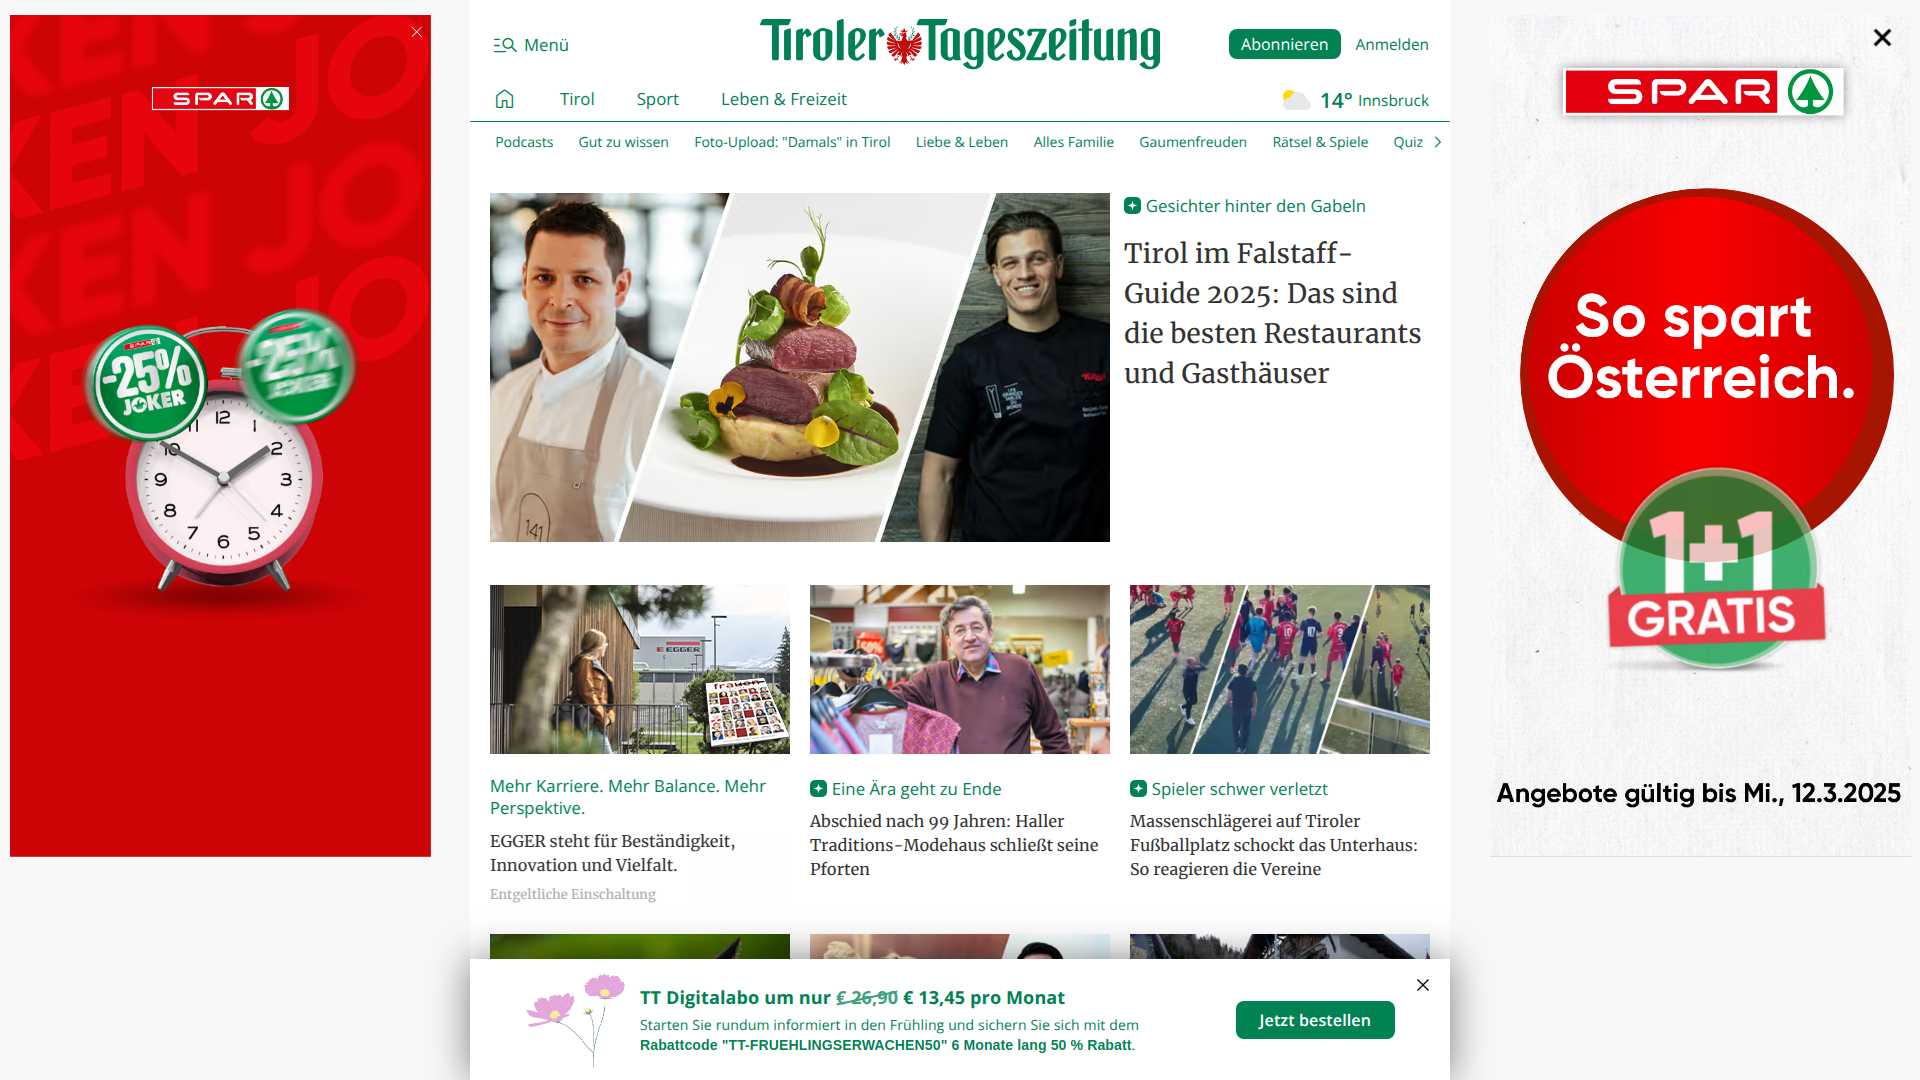 Menü
Tiroler Tageszeitung
Abonnieren
Anmelden
Tirol
Sport
Leben & Freizeit
14° Innsbruck
Podcasts
Gut zu wissen
Foto-Upload: "Damals" in Tirol
Liebe & Leben
Alles Familie
Gaumenfreuden
Rätsel & Spiele
Quiz
SPAR
-25%
JOKER
-25%
JOKER
12
1
2
3
4
5
6
7
8
9
10
11
141
Gesichter hinter den Gabeln
Tirol im Falstaff-
Guide 2025: Das sind
die besten Restaurants
und Gasthäuser
EGGER
frauen
Mehr Karriere. Mehr Balance. Mehr
Perspektive.
EGGER steht für Beständigkeit,
Innovation und Vielfalt.
Entgeltliche Einschaltung
Eine Ära geht zu Ende
Abschied nach 99 Jahren: Haller
Traditions-Modehaus schließt seine
Pforten
Spieler schwer verletzt
Massenschlägerei auf Tiroler
Fußballplatz schockt das Unterhaus:
So reagieren die Vereine
SPAR
So spart
Österreich.
1+1
GRATIS
Angebote gültig bis Mi., 12.3.2025
TT Digitalabo um nur € 26,90 € 13,45 pro Monat
Starten Sie rundum informiert in den Frühling und sichern Sie sich mit dem
Rabattcode "TT-FRUEHLINGSERWACHEN50" 6 Monate lang 50 % Rabatt.
Jetzt bestellen